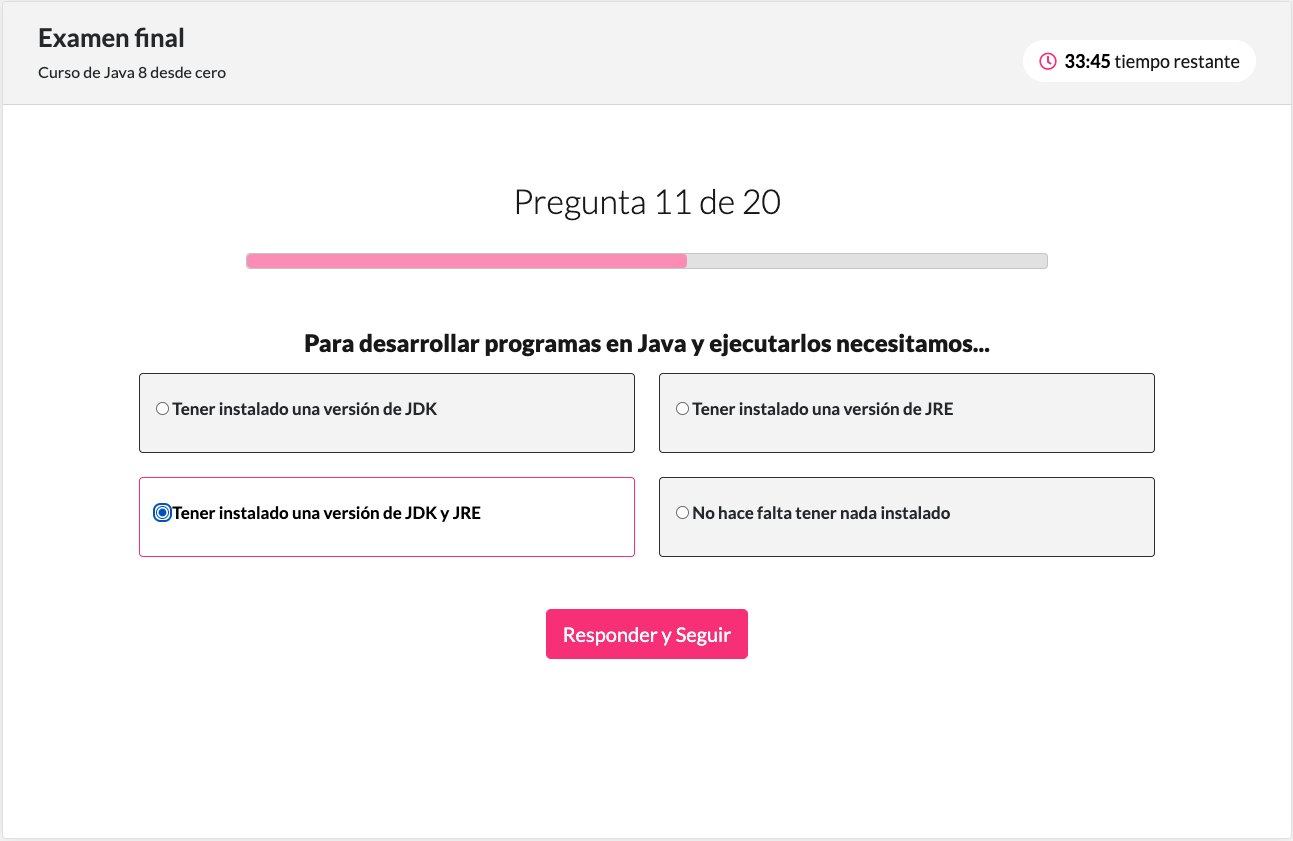 Examen final
Curso de Java 8 desde cero
33:45 tiempo restante
Pregunta 11 de 20
Para desarrollar programas en Java y ejecutarlos necesitamos...
Tener instalado una versión de JDK
Tener instalado una versión de JRE
Tener instalado una versión de JDK y JRE
No hace falta tener nada instalado
Responder y Seguir